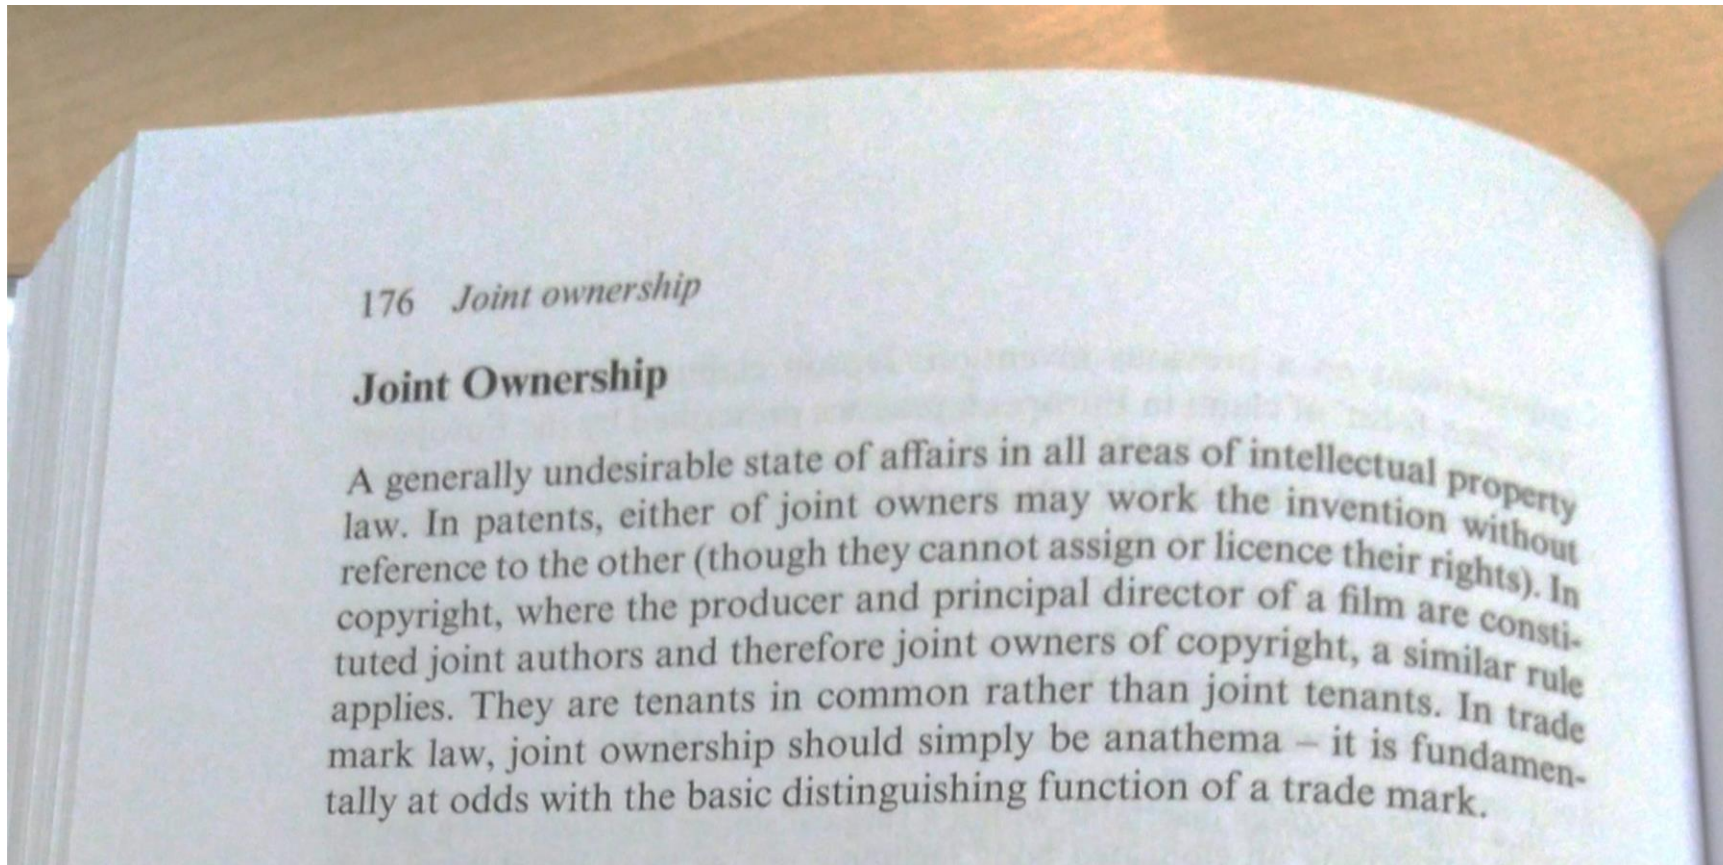 176 Joint ownership
Joint Ownership
A generally undesirable state of affairs in all areas of intellectual property
law. In patents, either of joint owners may work the invention without
reference to the other (though they cannot assign or licence their rights). In
copyright, where the producer and principal director of a film are consti-
tuted joint authors and therefore joint owners of copyright, a similar rule
applies. They are tenants in common rather than joint tenants. In trade
mark law, joint ownership should simply be anathema – it is fundamen-
tally at odds with the basic distinguishing function of a trade mark.